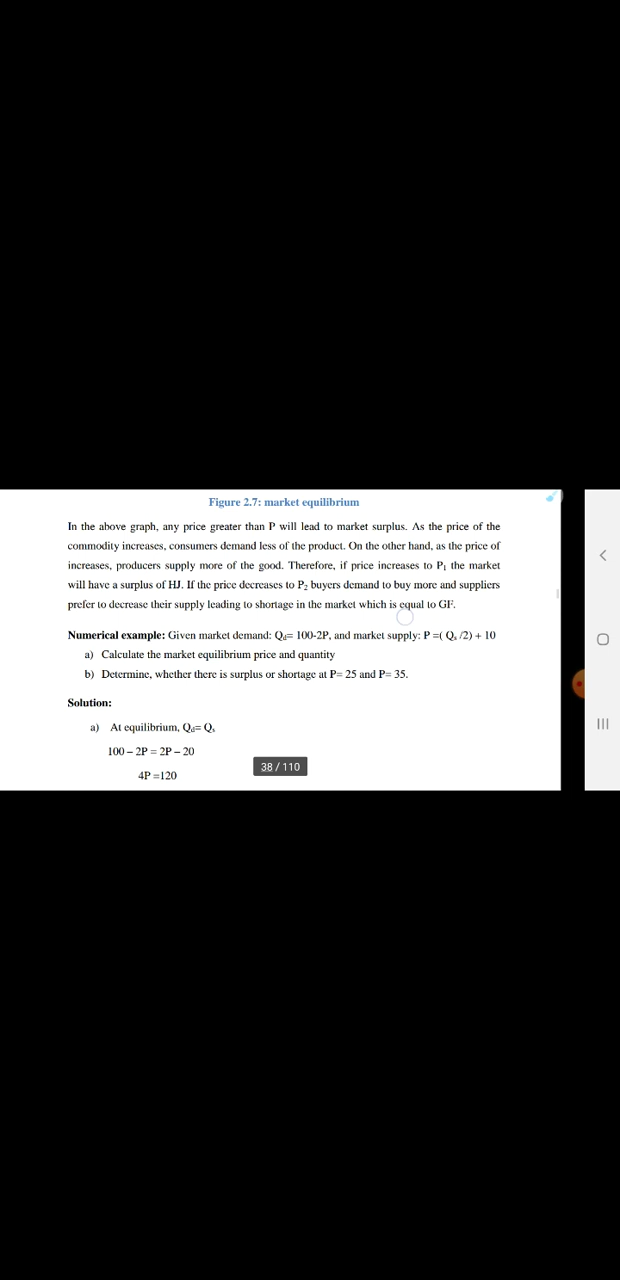 Figure 2.7: market equilibrium
In the above graph, any price greater than P will lead to market surplus. As the price of the
commodity increases, consumers demand less of the product. On the other hand, as the price of
increases, producers supply more of the good. Therefore, if price increases to P₁ the market
will have a surplus of HJ. If the price decreases to P₂ buyers demand to buy more and suppliers
prefer to decrease their supply leading to shortage in the market which is equal to GF.
Numerical example: Given market demand: Qd= 100-2P, and market supply: P =( Qs /2) + 10
a) Calculate the market equilibrium price and quantity
b) Determine, whether there is surplus or shortage at P= 25 and P= 35.
Solution:
a) At equilibrium, Qd= Qs
100 – 2P = 2P – 20
4P =120
38 / 110